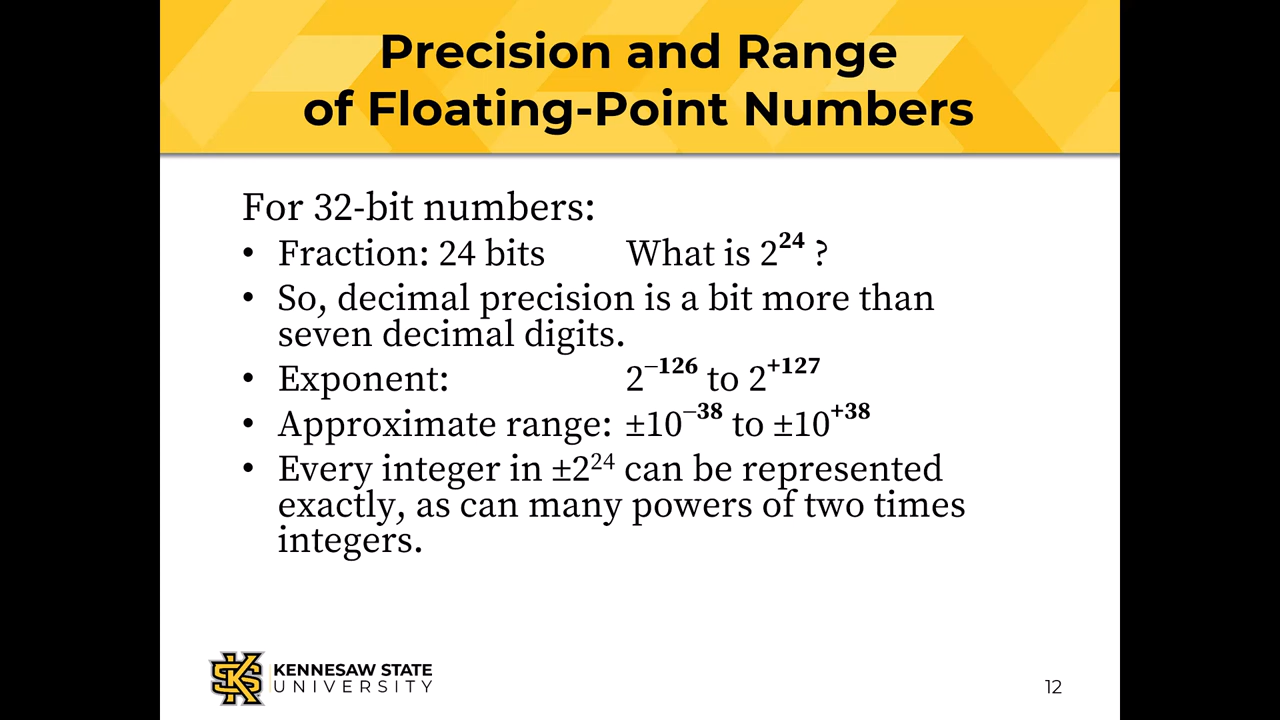 Precision and Range
of Floating-Point Numbers
For 32-bit numbers:
• Fraction: 24 bits What is 2²⁴ ?
• So, decimal precision is a bit more than
seven decimal digits.
• Exponent: 2⁻¹²⁶ to 2⁺¹²⁷
• Approximate range: ±10⁻³⁸ to ±10⁺³⁸
• Every integer in ±2²⁴ can be represented
exactly, as can many powers of two times
integers.
KENNESAW STATE
UNIVERSITY
12